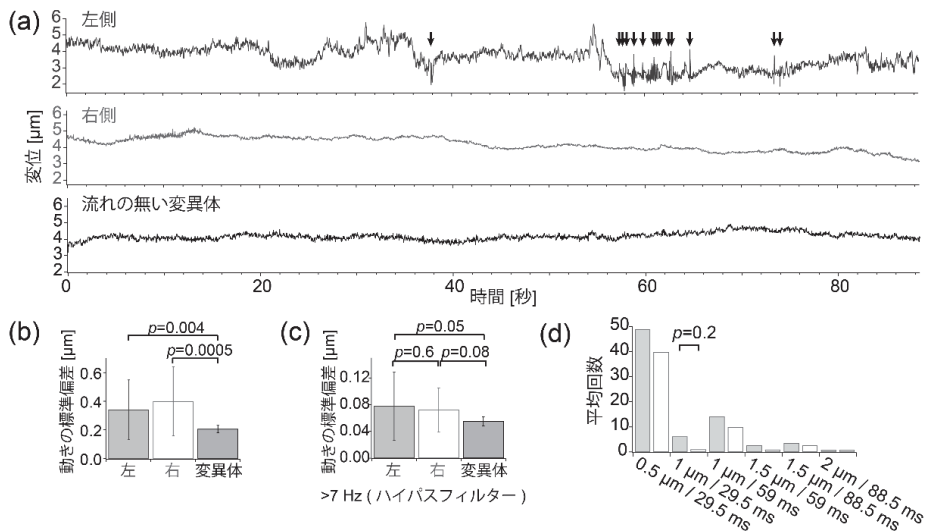 (a)
左側
右側
流れの無い変異体
変位 [μm]
6
5
4
3
2
6
5
4
3
2
6
5
4
3
2
0
20
40
60
80
時間 [秒]
(b)
p=0.004
p=0.0005
動きの標準偏差 [μm]
0.6
0.4
0.2
0.0
左
右
変異体
(c)
p=0.05
p=0.6
p=0.08
動きの標準偏差 [μm]
0.12
0.08
0.04
0.00
左
右
変異体
>7 Hz ( ハイパスフィルター )
(d)
p=0.2
平均回数
50
40
30
20
10
0
0.5 μm / 29.5 ms
1 μm / 29.5 ms
1 μm / 59 ms
1.5 μm / 59 ms
1.5 μm / 88.5 ms
2 μm / 88.5 ms